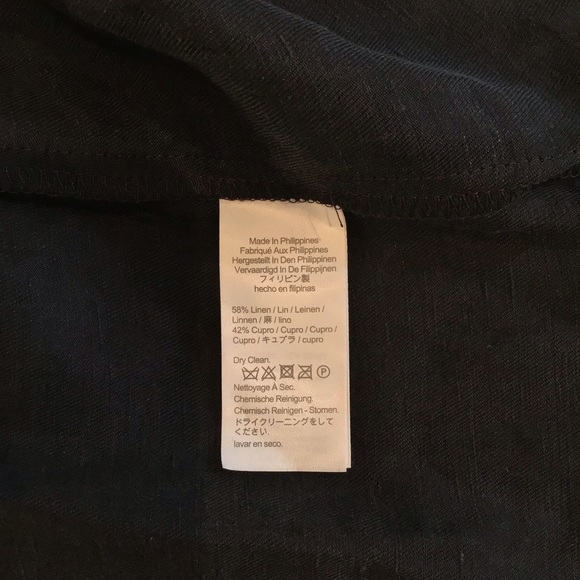 Made In Philippines
Fabriqué Aux Philippines
Hergestellt In Den Philippinen
Vervaardigd In De Filippijnen
フィリピン製
hecho en filipinas
58% Linen / Lin / Leinen /
Linnen / 麻 / lino
42% Cupro / Cupro / Cupro /
Cupro / キュプラ / cupro
Dry Clean.
P
Nettoyage À Sec.
Chemische Reinigung.
Chemisch Reinigen - Stomen.
ドライクリーニングをして
ください.
lavar en seco.